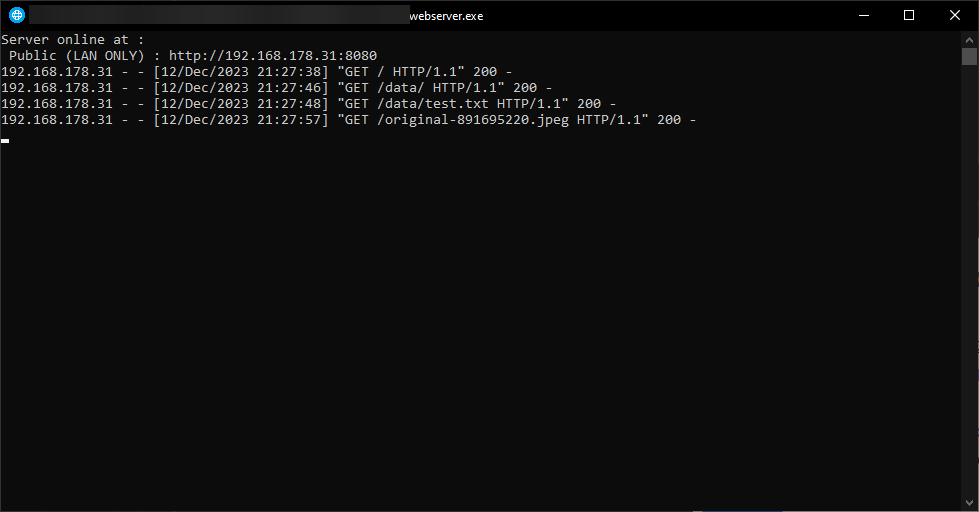 webserver.exe
Server online at :
Public (LAN ONLY) : http://192.168.178.31:8080
192.168.178.31 - - [12/Dec/2023 21:27:38] "GET / HTTP/1.1" 200 -
192.168.178.31 - - [12/Dec/2023 21:27:46] "GET /data/ HTTP/1.1" 200 -
192.168.178.31 - - [12/Dec/2023 21:27:48] "GET /data/test.txt HTTP/1.1" 200 -
192.168.178.31 - - [12/Dec/2023 21:27:57] "GET /original-891695220.jpeg HTTP/1.1" 200 -